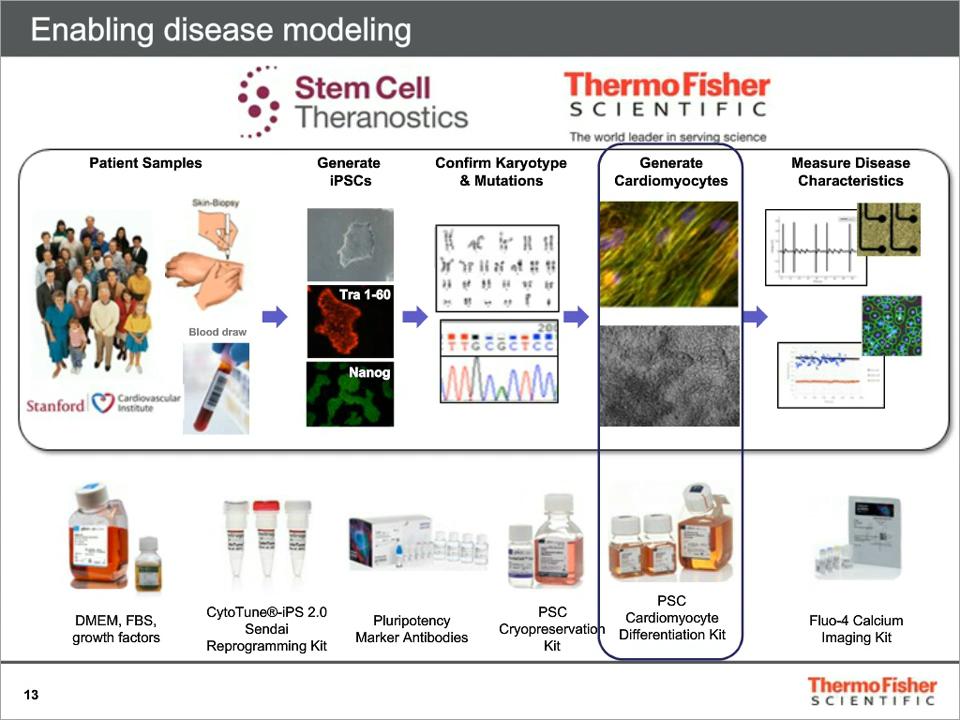 Enabling disease modeling
Stem Cell
Theranostics
ThermoFisher
SCIENTIFIC
The world leader in serving science
Patient Samples
Generate
iPSCs
Confirm Karyotype
& Mutations
Generate
Cardiomyocytes
Measure Disease
Characteristics
Skin-Biopsy
Blood draw
Stanford
Cardiovascular
Institute
Tra 1-60
Nanog
200
T T G C G C T C C
DMEM, FBS,
growth factors
CytoTune®-iPS 2.0
Sendai
Reprogramming Kit
Pluripotency
Marker Antibodies
PSC
Cryopreservation
Kit
PSC
Cardiomyocyte
Differentiation Kit
Fluo-4 Calcium
Imaging Kit
13
ThermoFisher
SCIENTIFIC